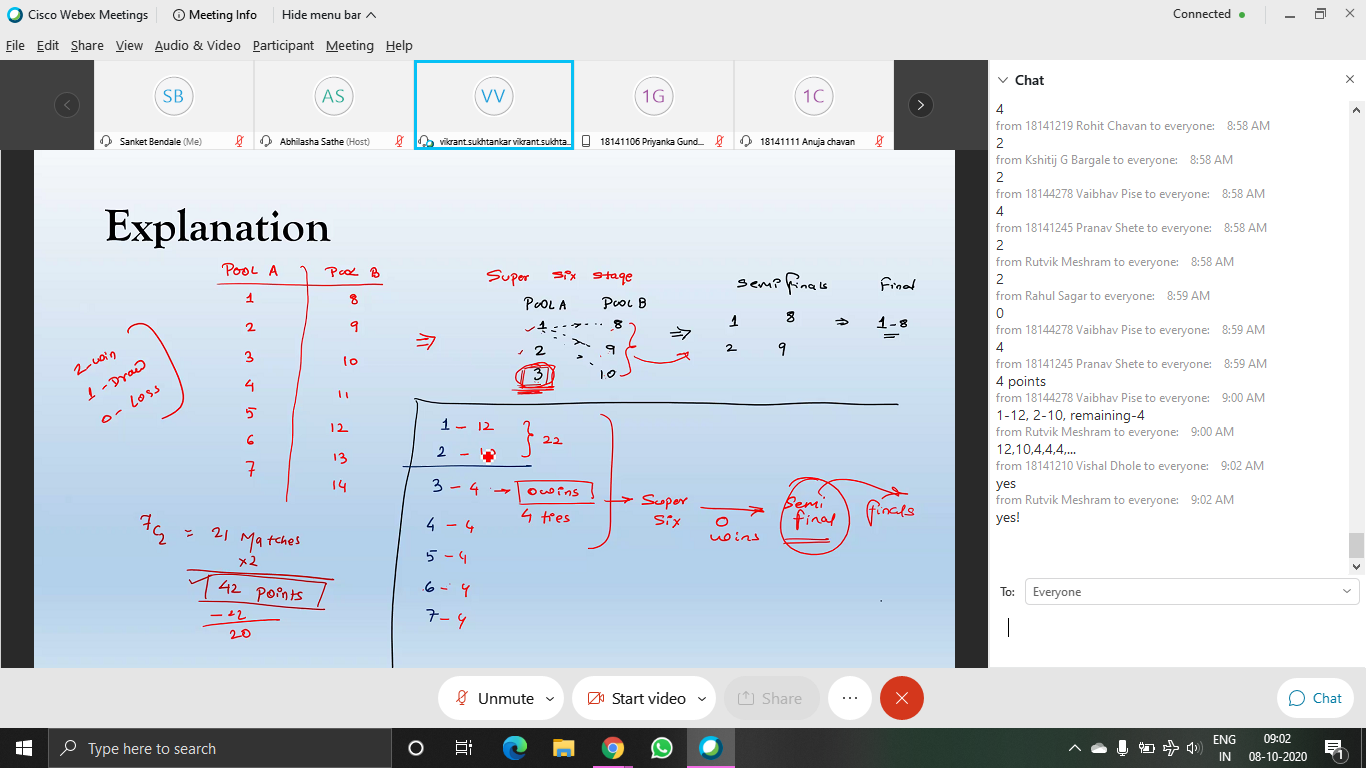 Cisco Webex Meetings
Meeting Info
Hide menu bar
Connected
File Edit Share View Audio & Video Participant Meeting Help
SB
AS
VV
1G
1C
Sanket Bendale (Me)
Abhilasha Sathe (Host)
vikrant.sukhtankar vikrant.sukhta...
18141106 Priyanka Gund...
18141111 Anuja chavan
Explanation
POOL A POOL B
1 8
2 9
3 10
4 11
5 12
6 13
7 14
2-win
1-Draw
0-Loss
7C2 = 21 Matches
x2
42 points
-22
20
Super six stage
POOL A POOL B
1 8
2 9
3 10
Semi finals
1 8
2 9
Final
1-8
1 - 12
2 - 10
22
3 - 4 → 0 wins
4 ties
4 - 4
5 - 4
6 - 4
7 - 4
Super
six
0
wins
Semi
final
finals
Chat
4
from 18141219 Rohit Chavan to everyone: 8:58 AM
2
from Kshitij G Bargale to everyone: 8:58 AM
2
from 18144278 Vaibhav Pise to everyone: 8:58 AM
4
from 18141245 Pranav Shete to everyone: 8:58 AM
2
from Rutvik Meshram to everyone: 8:58 AM
2
from Rahul Sagar to everyone: 8:59 AM
0
from 18144278 Vaibhav Pise to everyone: 8:59 AM
4
from 18141245 Pranav Shete to everyone: 8:59 AM
4 points
from 18144278 Vaibhav Pise to everyone: 9:00 AM
1-12, 2-10, remaining-4
from Rutvik Meshram to everyone: 9:00 AM
12,10,4,4,4,...
from 18141210 Vishal Dhole to everyone: 9:02 AM
yes
from Rutvik Meshram to everyone: 9:02 AM
yes!
To: Everyone
Unmute
Start video
Share
Chat
Type here to search
ENG
IN
09:02
08-10-2020
1